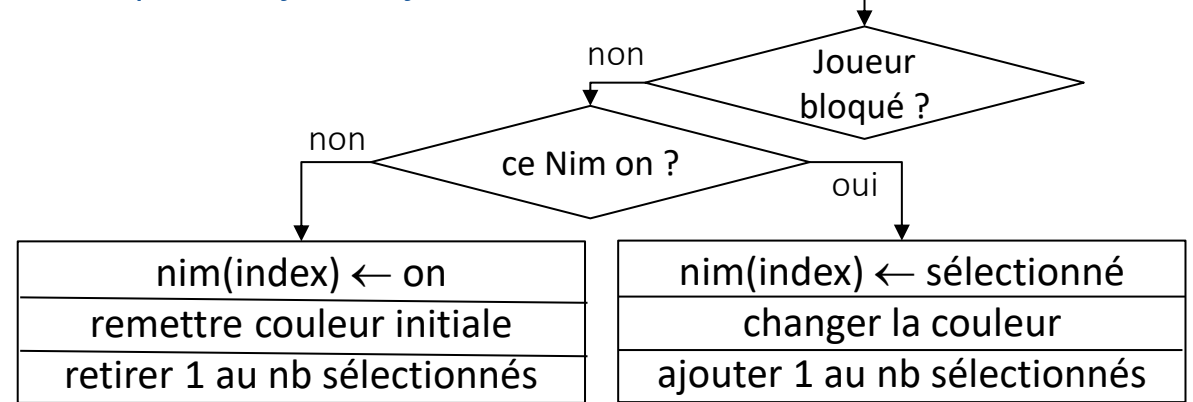 non
Joueur
bloqué ?
non
ce Nim on ?
oui
nim(index) ← on
remettre couleur initiale
retirer 1 au nb sélectionnés
nim(index) ← sélectionné
changer la couleur
ajouter 1 au nb sélectionnés